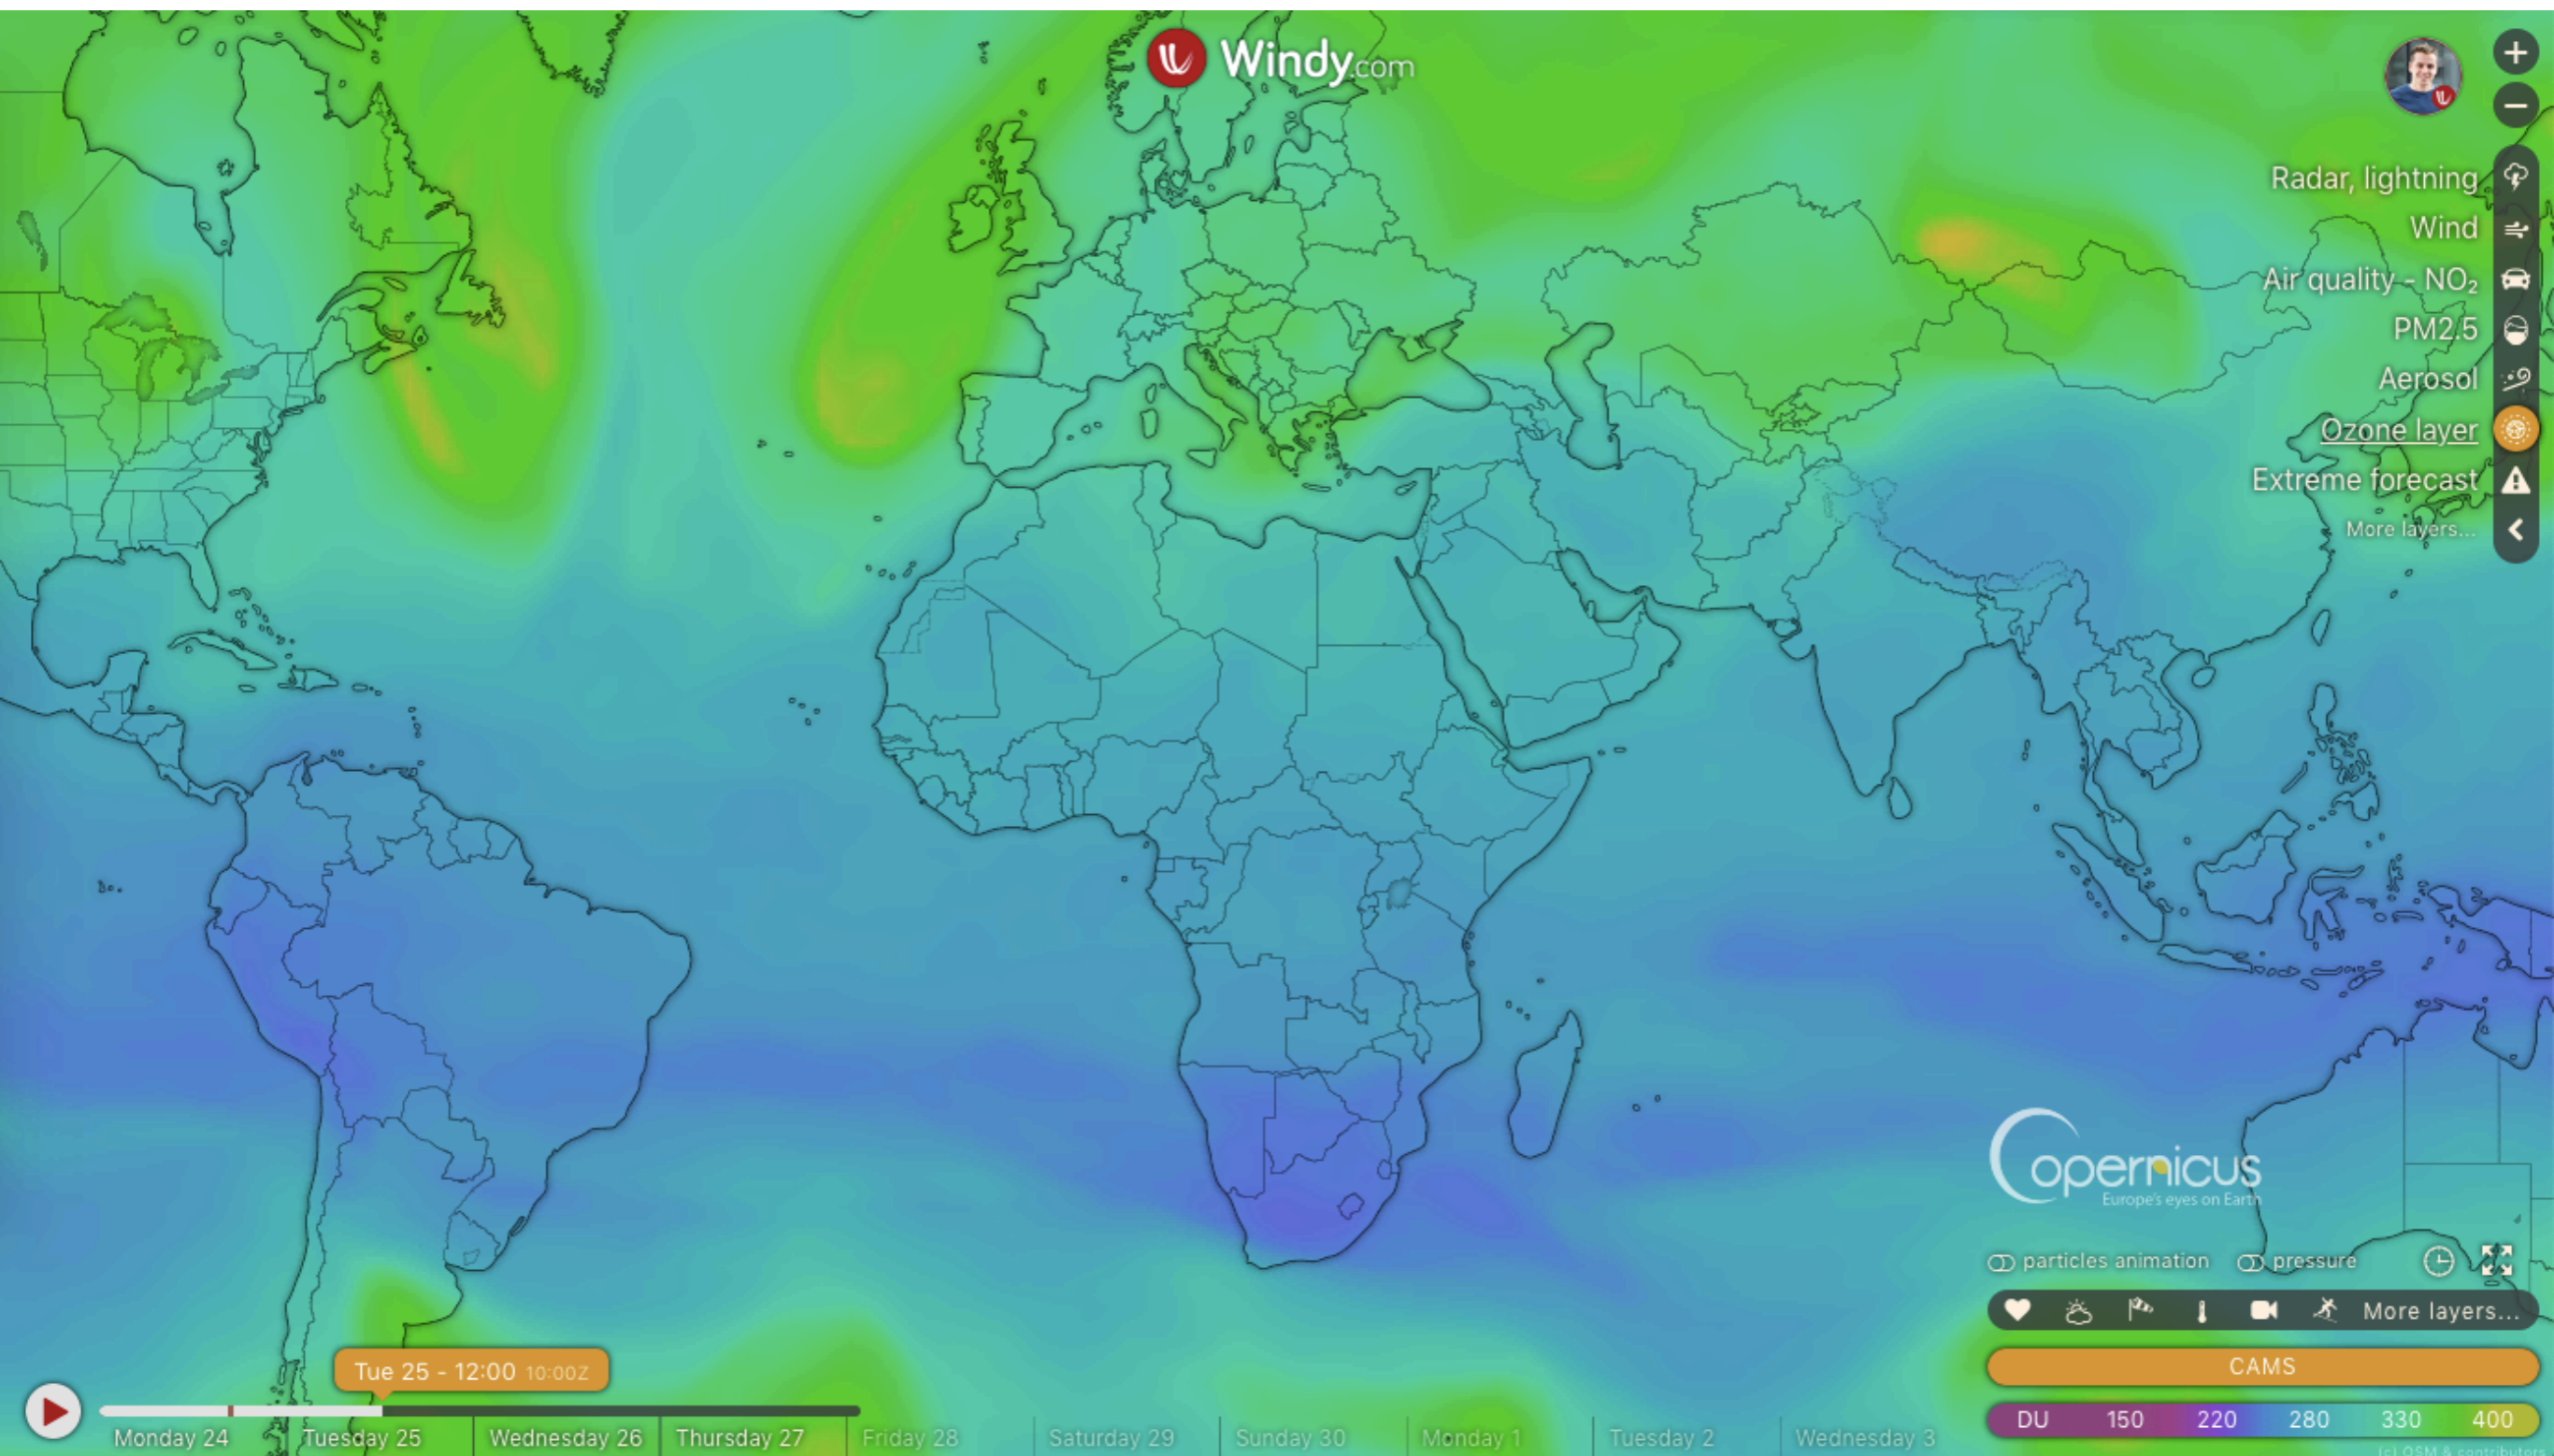 Windy.com
Radar, lightning
Wind
Air quality - NO₂
PM2.5
Aerosol
Ozone layer
Extreme forecast
More layers...
Copernicus
Europe's eyes on Earth
particles animation pressure
More layers...
Tue 25 - 12:00 10:00Z
CAMS
DU 150 220 280 330 400
Monday 24 Tuesday 25 Wednesday 26 Thursday 27 Friday 28 Saturday 29 Sunday 30 Monday 1 Tuesday 2 Wednesday 3
(c) OSM & contributors